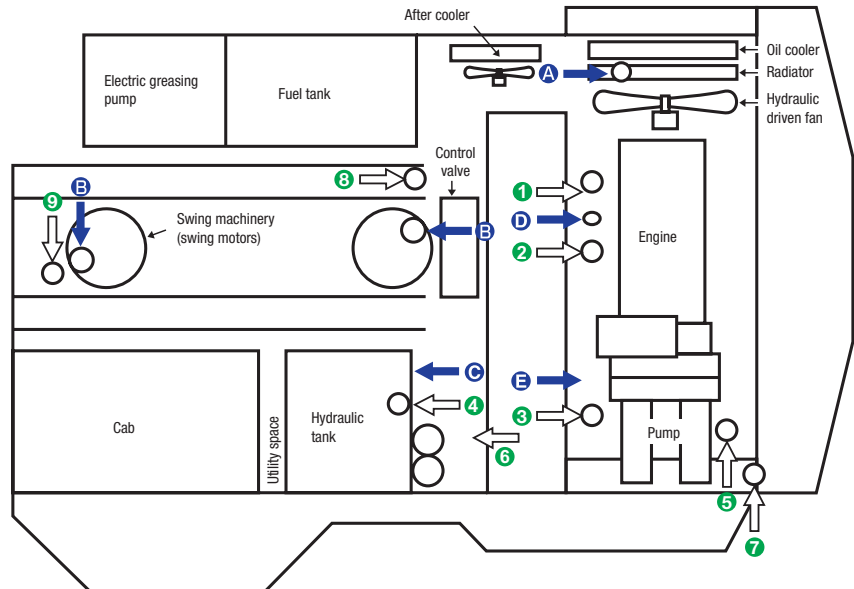 After cooler
Oil cooler
Radiator
Hydraulic
driven fan
A
Electric greasing
pump
Fuel tank
Control
valve
8
1
9
B
D
Swing machinery
(swing motors)
B
2
Engine
C
E
4
3
Cab
Utility space
Hydraulic
tank
6
Pump
5
7